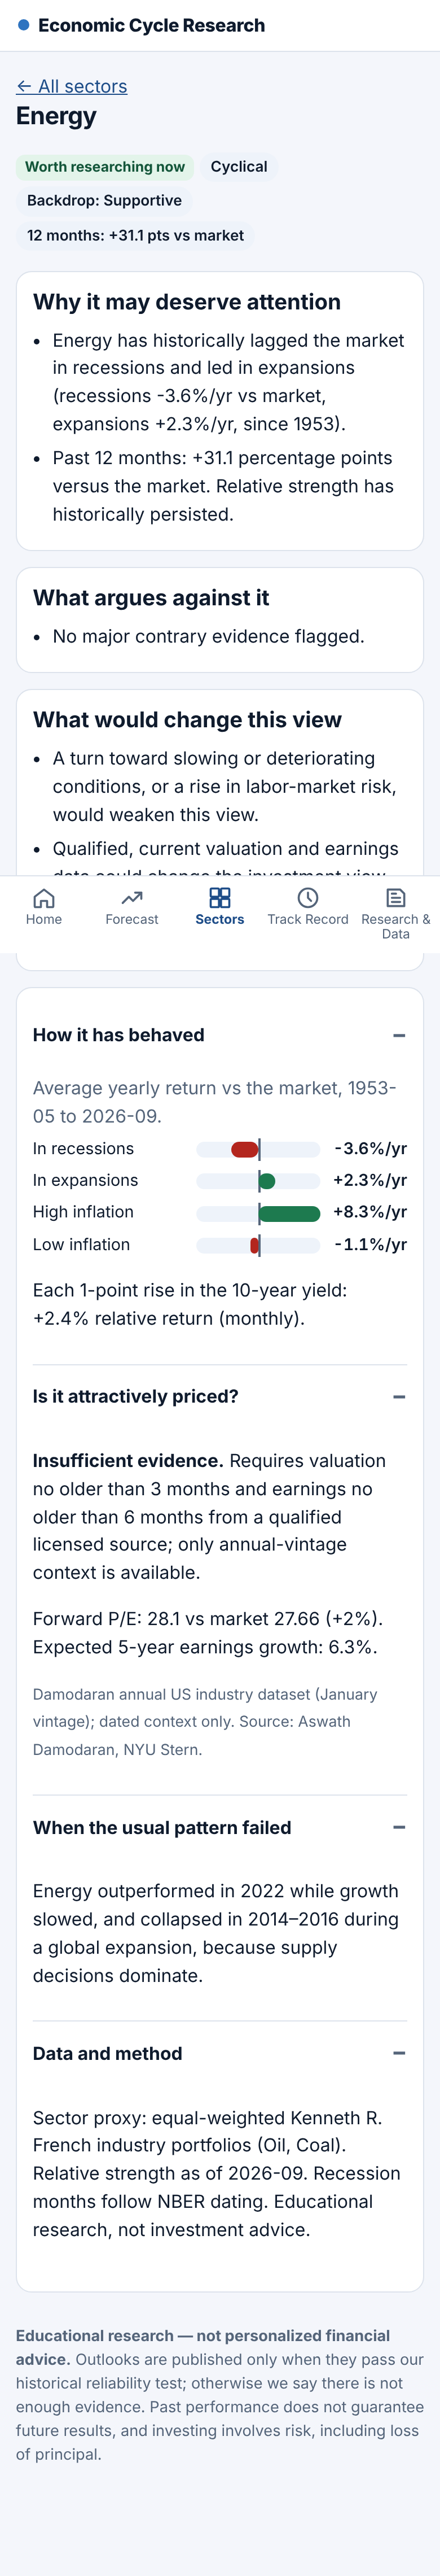 Economic Cycle Research
← All sectors
Energy
Worth researching now
Cyclical
Backdrop: Supportive
12 months: +31.1 pts vs market
Why it may deserve attention
• Energy has historically lagged the market
in recessions and led in expansions
(recessions -3.6%/yr vs market,
expansions +2.3%/yr, since 1953).
• Past 12 months: +31.1 percentage points
versus the market. Relative strength has
historically persisted.
What argues against it
• No major contrary evidence flagged.
What would change this view
• A turn toward slowing or deteriorating
conditions, or a rise in labor-market risk,
would weaken this view.
• Qualified, current valuation and earnings
Home
Forecast
Sectors
Track Record
Research &
Data
How it has behaved –
Average yearly return vs the market, 1953-
05 to 2026-09.
In recessions -3.6%/yr
In expansions +2.3%/yr
High inflation +8.3%/yr
Low inflation -1.1%/yr
Each 1-point rise in the 10-year yield:
+2.4% relative return (monthly).
Is it attractively priced? –
Insufficient evidence. Requires valuation
no older than 3 months and earnings no
older than 6 months from a qualified
licensed source; only annual-vintage
context is available.
Forward P/E: 28.1 vs market 27.66 (+2%).
Expected 5-year earnings growth: 6.3%.
Damodaran annual US industry dataset (January
vintage); dated context only. Source: Aswath
Damodaran, NYU Stern.
When the usual pattern failed –
Energy outperformed in 2022 while growth
slowed, and collapsed in 2014–2016 during
a global expansion, because supply
decisions dominate.
Data and method –
Sector proxy: equal-weighted Kenneth R.
French industry portfolios (Oil, Coal).
Relative strength as of 2026-09. Recession
months follow NBER dating. Educational
research, not investment advice.
Educational research — not personalized financial
advice. Outlooks are published only when they pass our
historical reliability test; otherwise we say there is not
enough evidence. Past performance does not guarantee
future results, and investing involves risk, including loss
of principal.